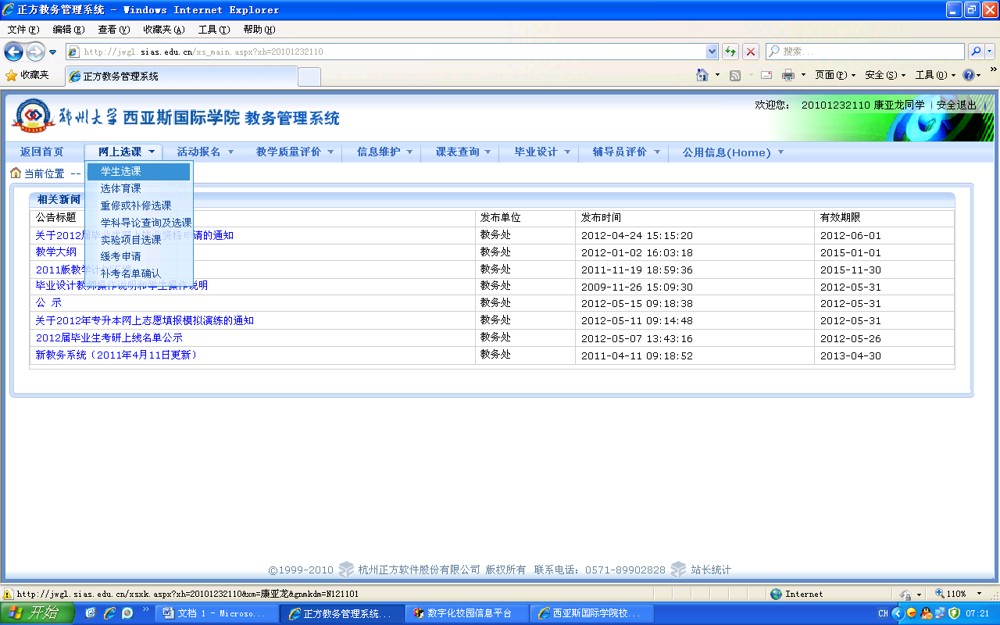 正方教务管理系统 - Windows Internet Explorer
文件(F) 编辑(E) 查看(V) 收藏夹(A) 工具(T) 帮助(H)
http://jwgl.sias.edu.cn/xs_main.aspx?xh=20101232110 搜索...
收藏夹 正方教务管理系统 页面(P) 安全(S) 工具(O) »
郑州大学 西亚斯国际学院 教务管理系统
欢迎您: 20101232110 康亚龙同学 | 安全退出
返回首页 网上选课 活动报名 教学质量评价 信息维护 课表查询 毕业设计 辅导员评价 公用信息(Home)
当前位置 --
学生选课
选体育课
重修或补修选课
学科导论查询及选课
实验项目选课
缓考申请
补考名单确认
相关新闻
公告标题 发布单位 发布时间 有效期限
关于2012届 请的通知 教务处 2012-04-24 15:15:20 2012-06-01
教学大纲 教务处 2012-01-02 16:03:18 2015-01-01
2011版教学 教务处 2011-11-19 18:59:36 2015-11-30
毕业设计教师操作说明和学生操作说明 教务处 2009-11-26 15:09:30 2012-05-31
公 示 教务处 2012-05-15 09:18:38 2012-05-31
关于2012年专升本网上志愿填报模拟演练的通知 教务处 2012-05-11 09:14:48 2012-05-31
2012届毕业生考研上线名单公示 教务处 2012-05-07 13:43:16 2012-05-26
新教务系统（2011年4月11日更新） 教务处 2011-04-11 09:18:52 2013-04-30
©1999-2010 杭州正方软件股份有限公司 版权所有 联系电话: 0571-89902828 站长统计
http://jwgl.sias.edu.cn/xsxk.aspx?xh=20101232110&xm=康亚龙&gnmkdm=N121101 Internet 110%
开始 » 文档 1 - Microso... 正方教务管理系统... 数字化校园信息平台 西亚斯国际学院校... CH 07:21